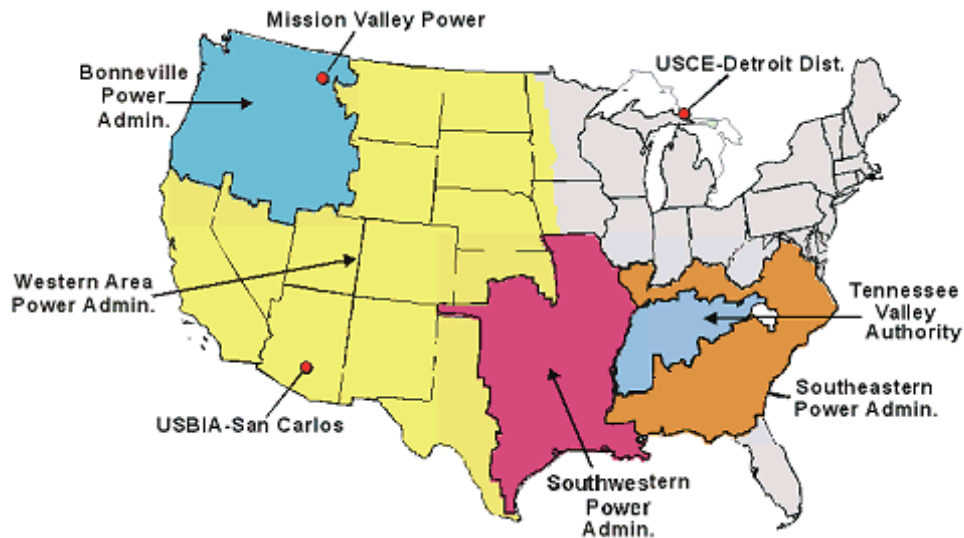 Mission Valley Power
Bonneville
Power
Admin.
USCE-Detroit Dist.
Western Area
Power Admin.
Tennessee
Valley
Authority
Southeastern
Power Admin.
USBIA-San Carlos
Southwestern
Power
Admin.